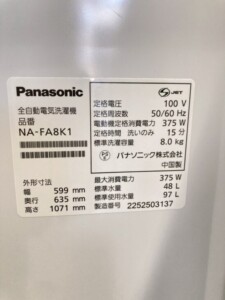 Panasonic
全自動電気洗濯機
品番
NA-FA8K1
外形寸法
幅 599 mm
奥行 635 mm
高さ 1071 mm
JET
定格電圧 100 V
定格周波数 50/60 Hz
電動機定格消費電力 375 W
定格時間 洗いのみ 15 分
標準洗濯容量 8.0 kg
PS E
パナソニック株式会社
中国製
最大消費電力 375 W
標準水量 48 L
標準使用水量 97 L
製造番号 2252503137